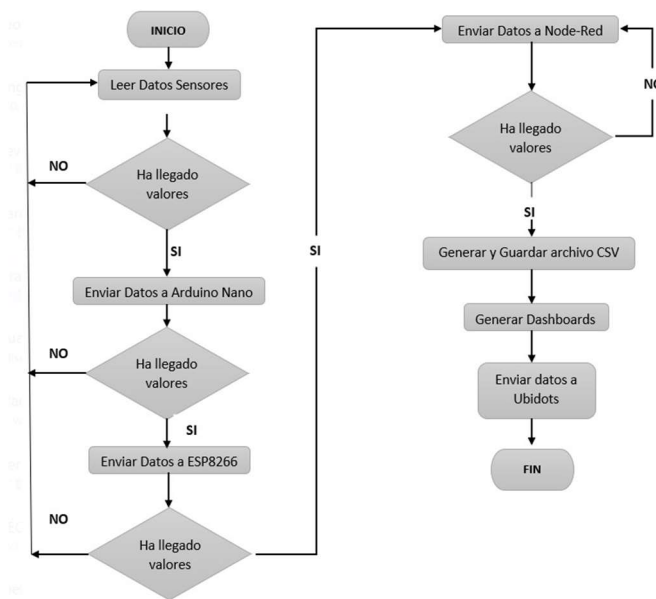 INICIO
Leer Datos Sensores
Ha llegado
valores
NO
SI
Enviar Datos a Arduino Nano
Ha llegado
valores
NO
SI
Enviar Datos a ESP8266
Ha llegado
valores
NO
SI
Enviar Datos a Node-Red
Ha llegado
valores
NO
SI
Generar y Guardar archivo CSV
Generar Dashboards
Enviar datos a
Ubidots
FIN